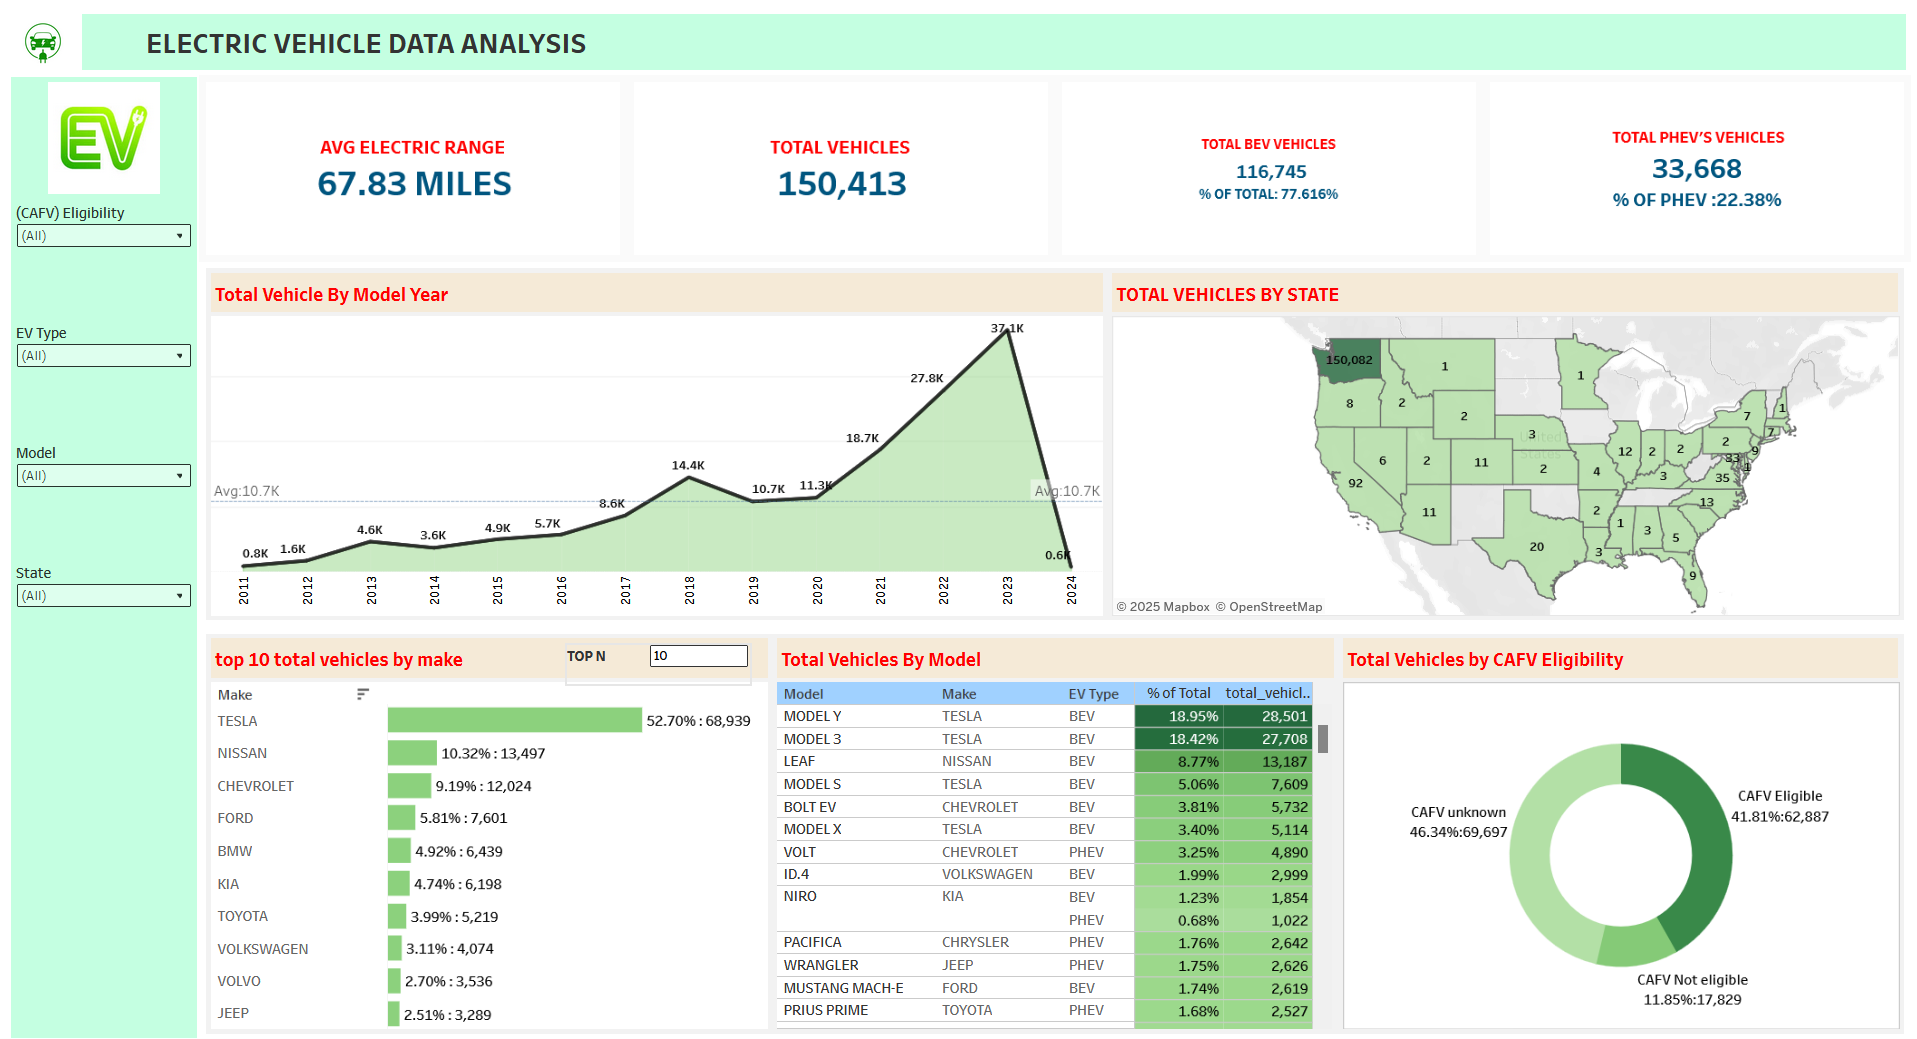 ELECTRIC VEHICLE DATA ANALYSIS
EV
(CAFV) Eligibility
(All)
EV Type
(All)
Model
(All)
State
(All)
AVG ELECTRIC RANGE
67.83 MILES
TOTAL VEHICLES
150,413
TOTAL BEV VEHICLES
116,745
% OF TOTAL: 77.616%
TOTAL PHEV'S VEHICLES
33,668
% OF PHEV :22.38%
Total Vehicle By Model Year
37.1K
27.8K
18.7K
14.4K
10.7K
11.3K
Avg:10.7K
Avg:10.7K
8.6K
4.6K
3.6K
4.9K
5.7K
0.8K
1.6K
0.6K
2011
2012
2013
2014
2015
2016
2017
2018
2019
2020
2021
2022
2023
2024
TOTAL VEHICLES BY STATE
150,082
1
1
8
2
2
7
1
3
7
6
2
11
2
12
2
2
2
9
33
1
92
4
3
35
11
2
13
1
3
5
20
3
9
United
States
© 2025 Mapbox © OpenStreetMap
top 10 total vehicles by make
TOP N
10
Make
TESLA 52.70% : 68,939
NISSAN 10.32% : 13,497
CHEVROLET 9.19% : 12,024
FORD 5.81% : 7,601
BMW 4.92% : 6,439
KIA 4.74% : 6,198
TOYOTA 3.99% : 5,219
VOLKSWAGEN 3.11% : 4,074
VOLVO 2.70% : 3,536
JEEP 2.51% : 3,289
Total Vehicles By Model
Model Make EV Type % of Total total_vehicl..
MODEL Y TESLA BEV 18.95% 28,501
MODEL 3 TESLA BEV 18.42% 27,708
LEAF NISSAN BEV 8.77% 13,187
MODEL S TESLA BEV 5.06% 7,609
BOLT EV CHEVROLET BEV 3.81% 5,732
MODEL X TESLA BEV 3.40% 5,114
VOLT CHEVROLET PHEV 3.25% 4,890
ID.4 VOLKSWAGEN BEV 1.99% 2,999
NIRO KIA BEV 1.23% 1,854
PHEV 0.68% 1,022
PACIFICA CHRYSLER PHEV 1.76% 2,642
WRANGLER JEEP PHEV 1.75% 2,626
MUSTANG MACH-E FORD BEV 1.74% 2,619
PRIUS PRIME TOYOTA PHEV 1.68% 2,527
Total Vehicles by CAFV Eligibility
CAFV Eligible
41.81%:62,887
CAFV unknown
46.34%:69,697
CAFV Not eligible
11.85%:17,829